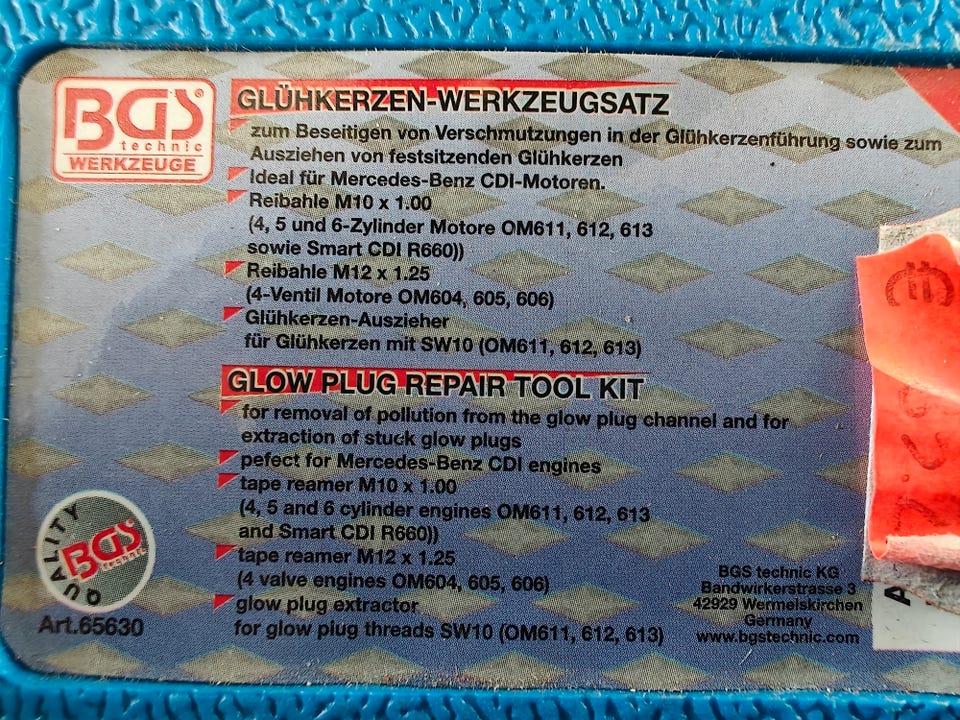 BGS®
technic
WERKZEUGE
GLÜHKERZEN-WERKZEUGSATZ
zum Beseitigen von Verschmutzungen in der Glühkerzenführung sowie zum
Ausziehen von festsitzenden Glühkerzen
Ideal für Mercedes-Benz CDI-Motoren.
Reibahle M10 x 1.00
(4, 5 und 6-Zylinder Motore OM611, 612, 613
sowie Smart CDI R660))
Reibahle M12 x 1.25
(4-Ventil Motore OM604, 605, 606)
Glühkerzen-Auszieher
für Glühkerzen mit SW10 (OM611, 612, 613)
GLOW PLUG REPAIR TOOL KIT
for removal of pollution from the glow plug channel and for
extraction of stuck glow plugs
pefect for Mercedes-Benz CDI engines
tape reamer M10 x 1.00
(4, 5 and 6 cylinder engines OM611, 612, 613
and Smart CDI R660))
tape reamer M12 x 1.25
(4 valve engines OM604, 605, 606)
glow plug extractor
for glow plug threads SW10 (OM611, 612, 613)
QUALITY
BGS
technic
Art.65630
BGS technic KG
Bandwirkerstrasse 3
42929 Wermelskirchen
Germany
www.bgstechnic.com
€
A